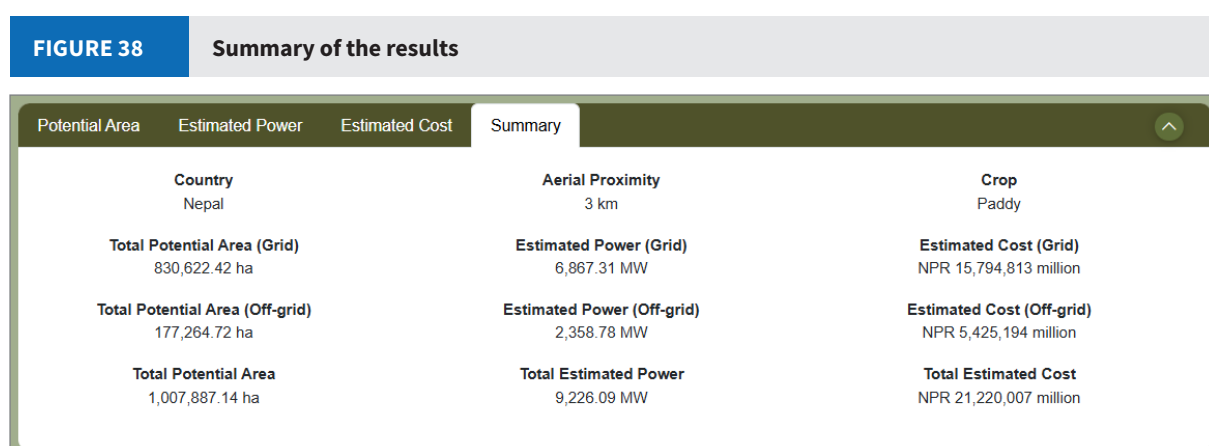 FIGURE 38
Summary of the results
Potential Area
Estimated Power
Estimated Cost
Summary
Country
Nepal
Aerial Proximity
3 km
Crop
Paddy
Total Potential Area (Grid)
830,622.42 ha
Estimated Power (Grid)
6,867.31 MW
Estimated Cost (Grid)
NPR 15,794,813 million
Total Potential Area (Off-grid)
177,264.72 ha
Estimated Power (Off-grid)
2,358.78 MW
Estimated Cost (Off-grid)
NPR 5,425,194 million
Total Potential Area
1,007,887.14 ha
Total Estimated Power
9,226.09 MW
Total Estimated Cost
NPR 21,220,007 million